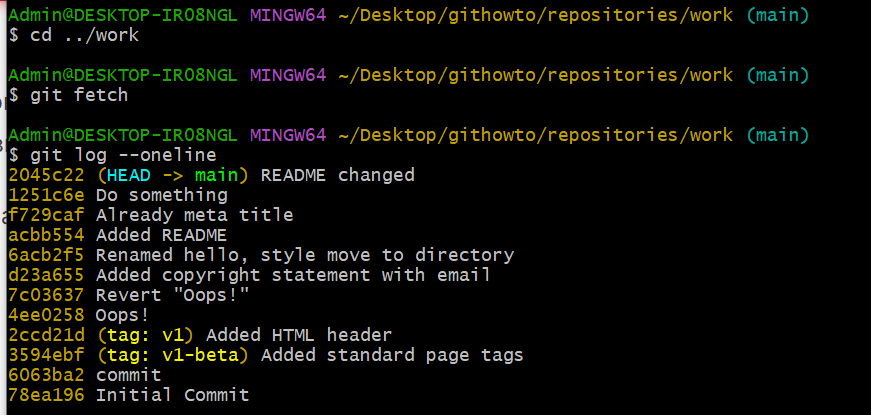 Admin@DESKTOP-IR08NGL MINGW64 ~/Desktop/githowto/repositories/work (main)
$ cd ../work
Admin@DESKTOP-IR08NGL MINGW64 ~/Desktop/githowto/repositories/work (main)
$ git fetch
Admin@DESKTOP-IR08NGL MINGW64 ~/Desktop/githowto/repositories/work (main)
$ git log --oneline
2045c22 (HEAD -> main) README changed
1251c6e Do something
f729caf Already meta title
acbb554 Added README
6acb2f5 Renamed hello, style move to directory
d23a655 Added copyright statement with email
7c03637 Revert "Oops!"
4ee0258 Oops!
2ccd21d (tag: v1) Added HTML header
3594ebf (tag: v1-beta) Added standard page tags
6063ba2 commit
78ea196 Initial Commit